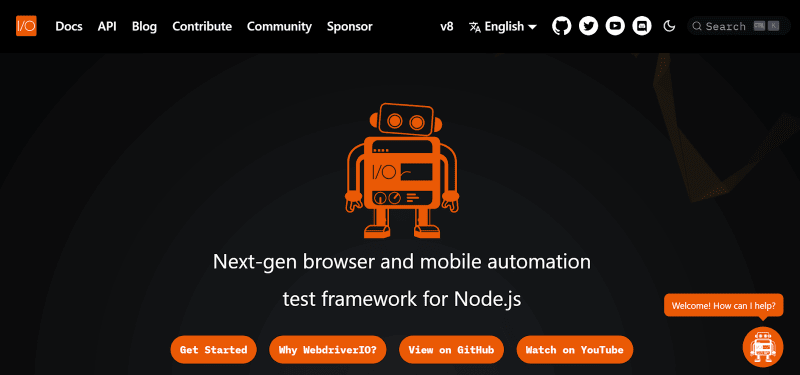 I/O Docs API Blog Contribute Community Sponsor v8 English Search
I/O
Next-gen browser and mobile automation
test framework for Node.js
Welcome! How can I help?
Get Started Why WebdriverIO? View on GitHub Watch on YouTube